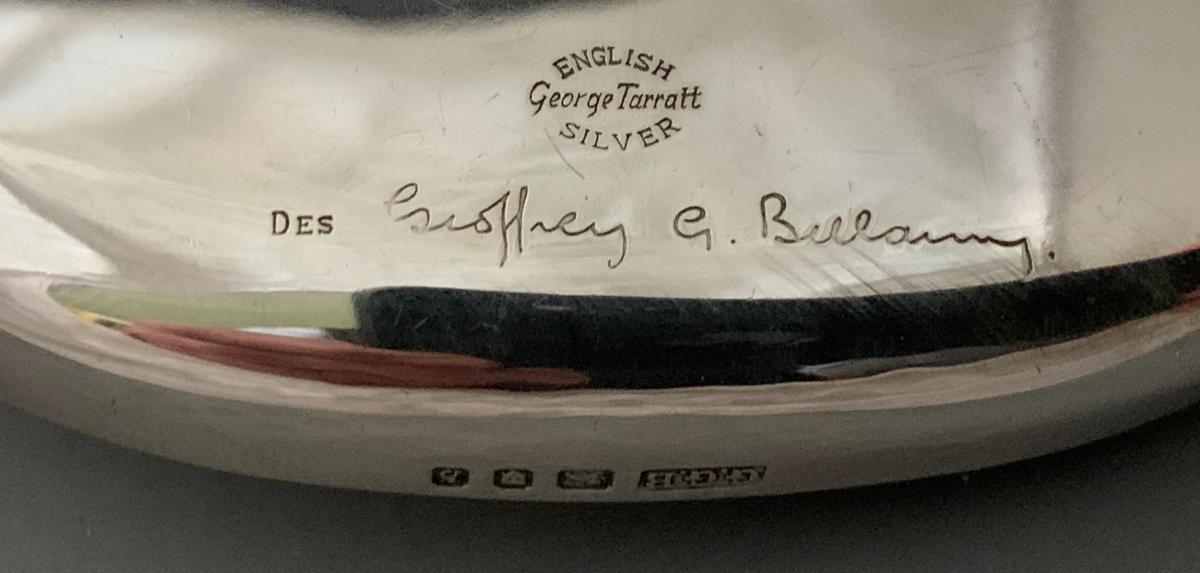 ENGLISH
George Tarratt
SILVER
DES Geoffrey G. Bellamy.